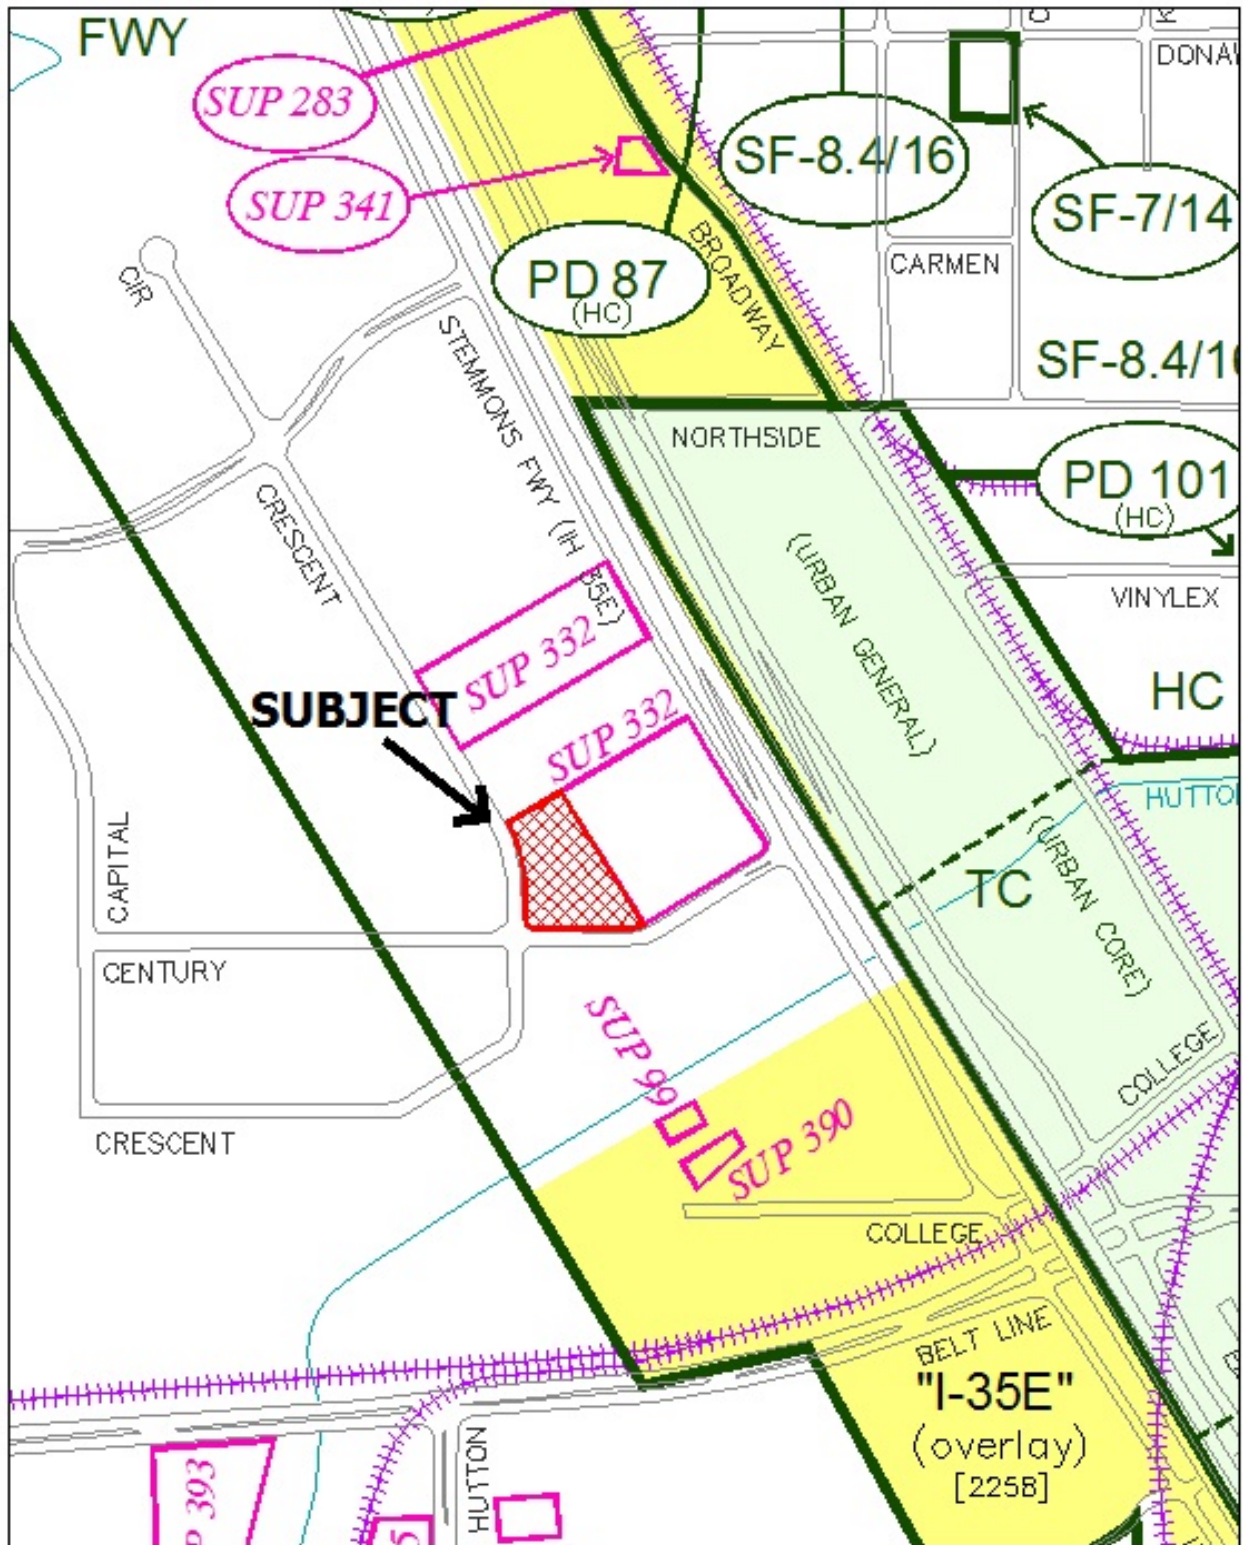 FWY
DONA
SUP 283
SF-8.4/16
SUP 341
SF-7/14
BROADWAY
CARMEN
PD 87
(HC)
CIR
STEMMONS FWY (IH 35E)
SF-8.4/16
NORTHSIDE
PD 101
(HC)
CRESCENT
(URBAN GENERAL)
VINYLEX
SUP 332
HC
SUBJECT
SUP 332
HUTTO
(URBAN CORE)
TC
CAPITAL
CENTURY
SUP 99
COLLEGE
SUP 390
CRESCENT
COLLEGE
BELT LINE
"I-35E"
(overlay)
[2258]
HUTTON
P 393
5